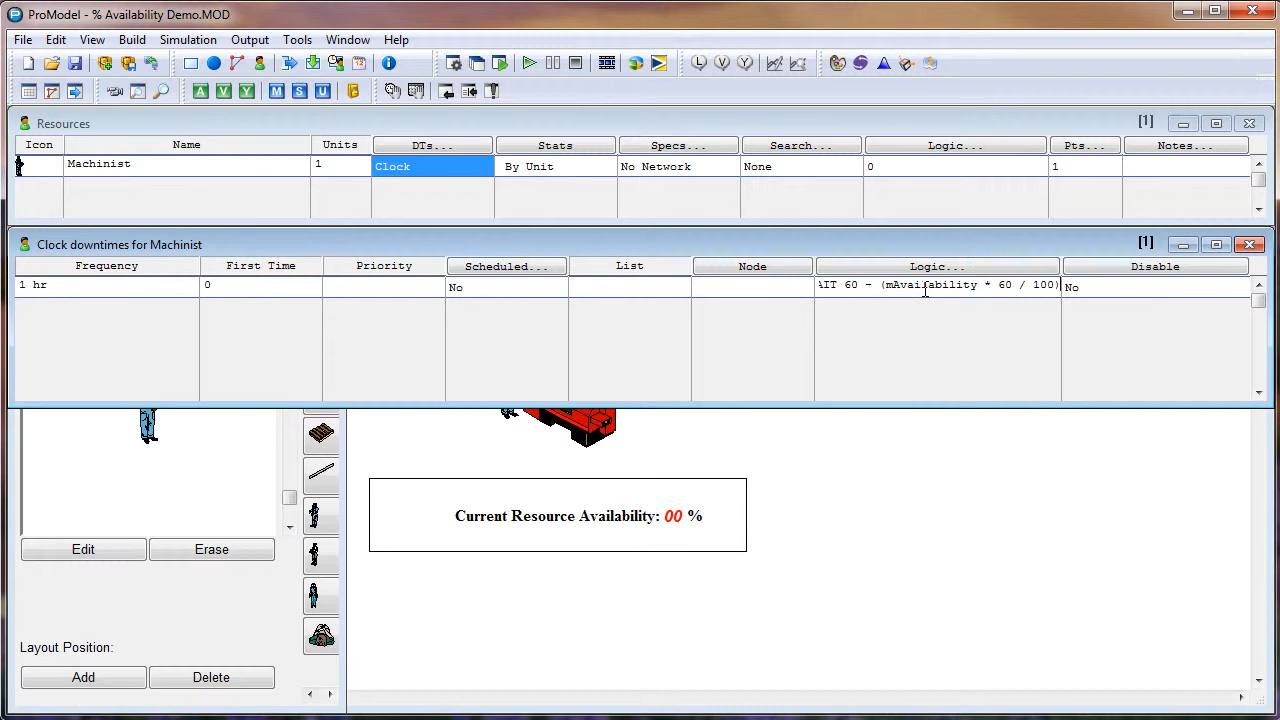 ProModel - % Availability Demo.MOD
File Edit View Build Simulation Output Tools Window Help
L V Y
A V Y M S U
Resources [1]
Icon Name Units DTs... Stats Specs... Search... Logic... Pts... Notes...
Machinist 1 Clock By Unit No Network None 0 1
Clock downtimes for Machinist [1]
Frequency First Time Priority Scheduled... List Node Logic... Disable
1 hr 0 No AIT 60 - (mAvailability * 60 / 100) No
Current Resource Availability: 00 %
Edit Erase
Layout Position:
Add Delete